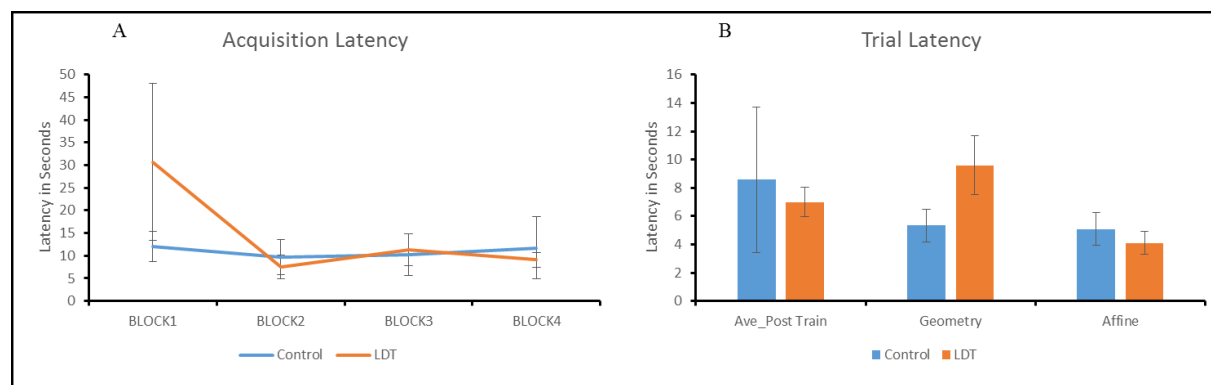 A
Acquisition Latency
Latency in Seconds
50
45
40
35
30
25
20
15
10
5
0
BLOCK1 BLOCK2 BLOCK3 BLOCK4
Control LDT
B
Trial Latency
Latency in Seconds
16
14
12
10
8
6
4
2
0
Ave_Post Train Geometry Affine
Control LDT